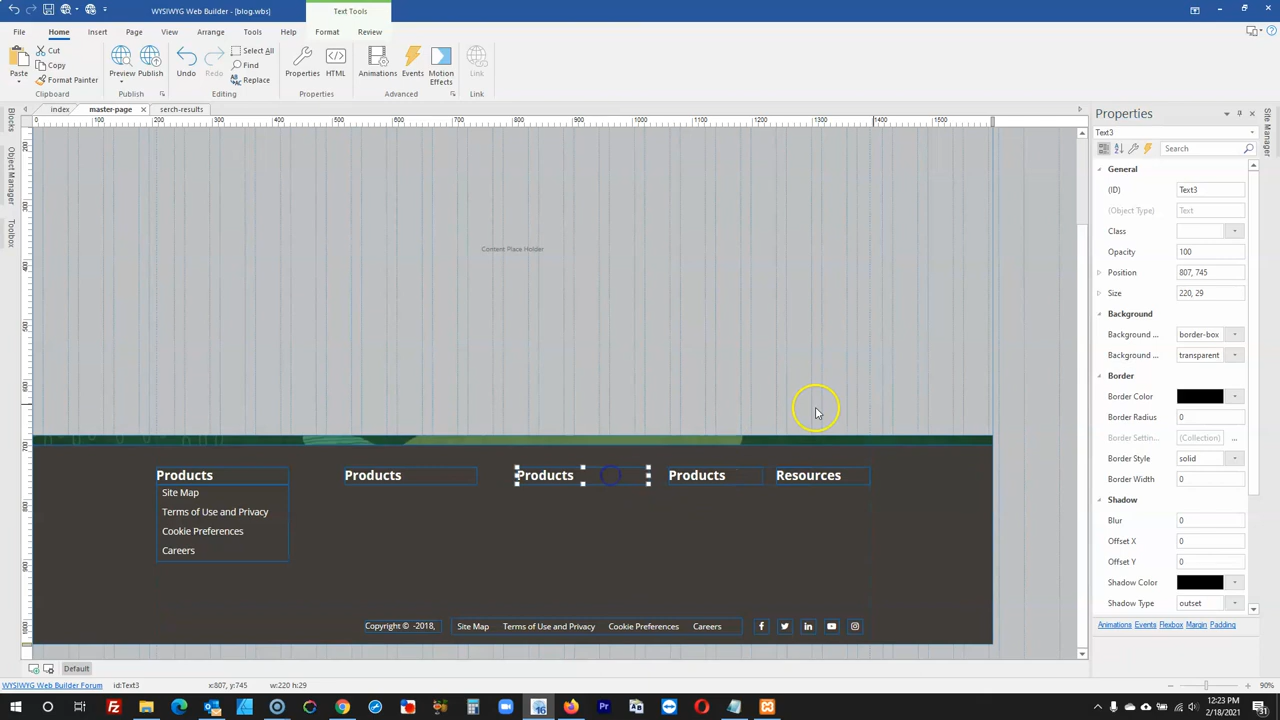 WYSIWYG Web Builder - [blog.wbs]
Text Tools
File Home Insert Page View Arrange Tools Help Format Review
Paste
Cut
Copy
Format Painter
Clipboard
Preview
Publish
Publish
Undo
Redo
Select All
Find
Replace
Editing
Properties
HTML
Properties
Animations
Events
Motion Effects
Advanced
Link
Link
index master-page serch-results
Blocks
Object Manager
Toolbox
Content Place Holder
Products Products Products Products Resources
Site Map
Terms of Use and Privacy
Cookie Preferences
Careers
Copyright © -2018, Site Map Terms of Use and Privacy Cookie Preferences Careers
Properties
Text3
Search
General
(ID) Text3
(Object Type) Text
Class
Opacity 100
Position 807, 745
Size 220, 29
Background
Background ... border-box
Background ... transparent
Border
Border Color
Border Radius 0
Border Settin... (Collection) ...
Border Style solid
Border Width 0
Shadow
Blur 0
Offset X 0
Offset Y 0
Shadow Color
Shadow Type outset
Animations Events Flexbox Margin Padding
Site Manager
Default
WYSIWYG Web Builder Forum id:Text3 x:807 y:745 w:220 h:29 90%
12:23 PM
2/18/2021